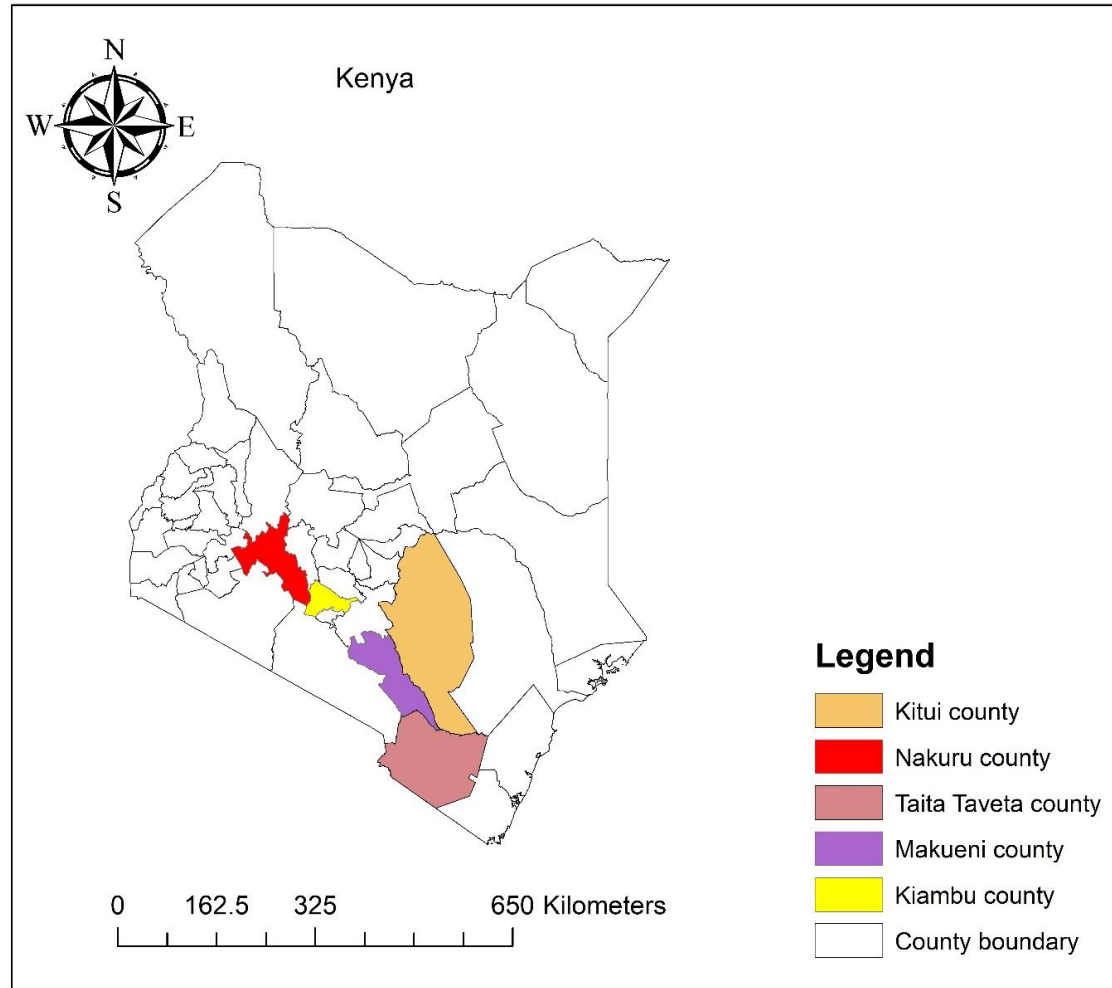 N
Kenya
W E
S
Legend
Kitui county
Nakuru county
Taita Taveta county
Makueni county
Kiambu county
County boundary
0 162.5 325 650 Kilometers